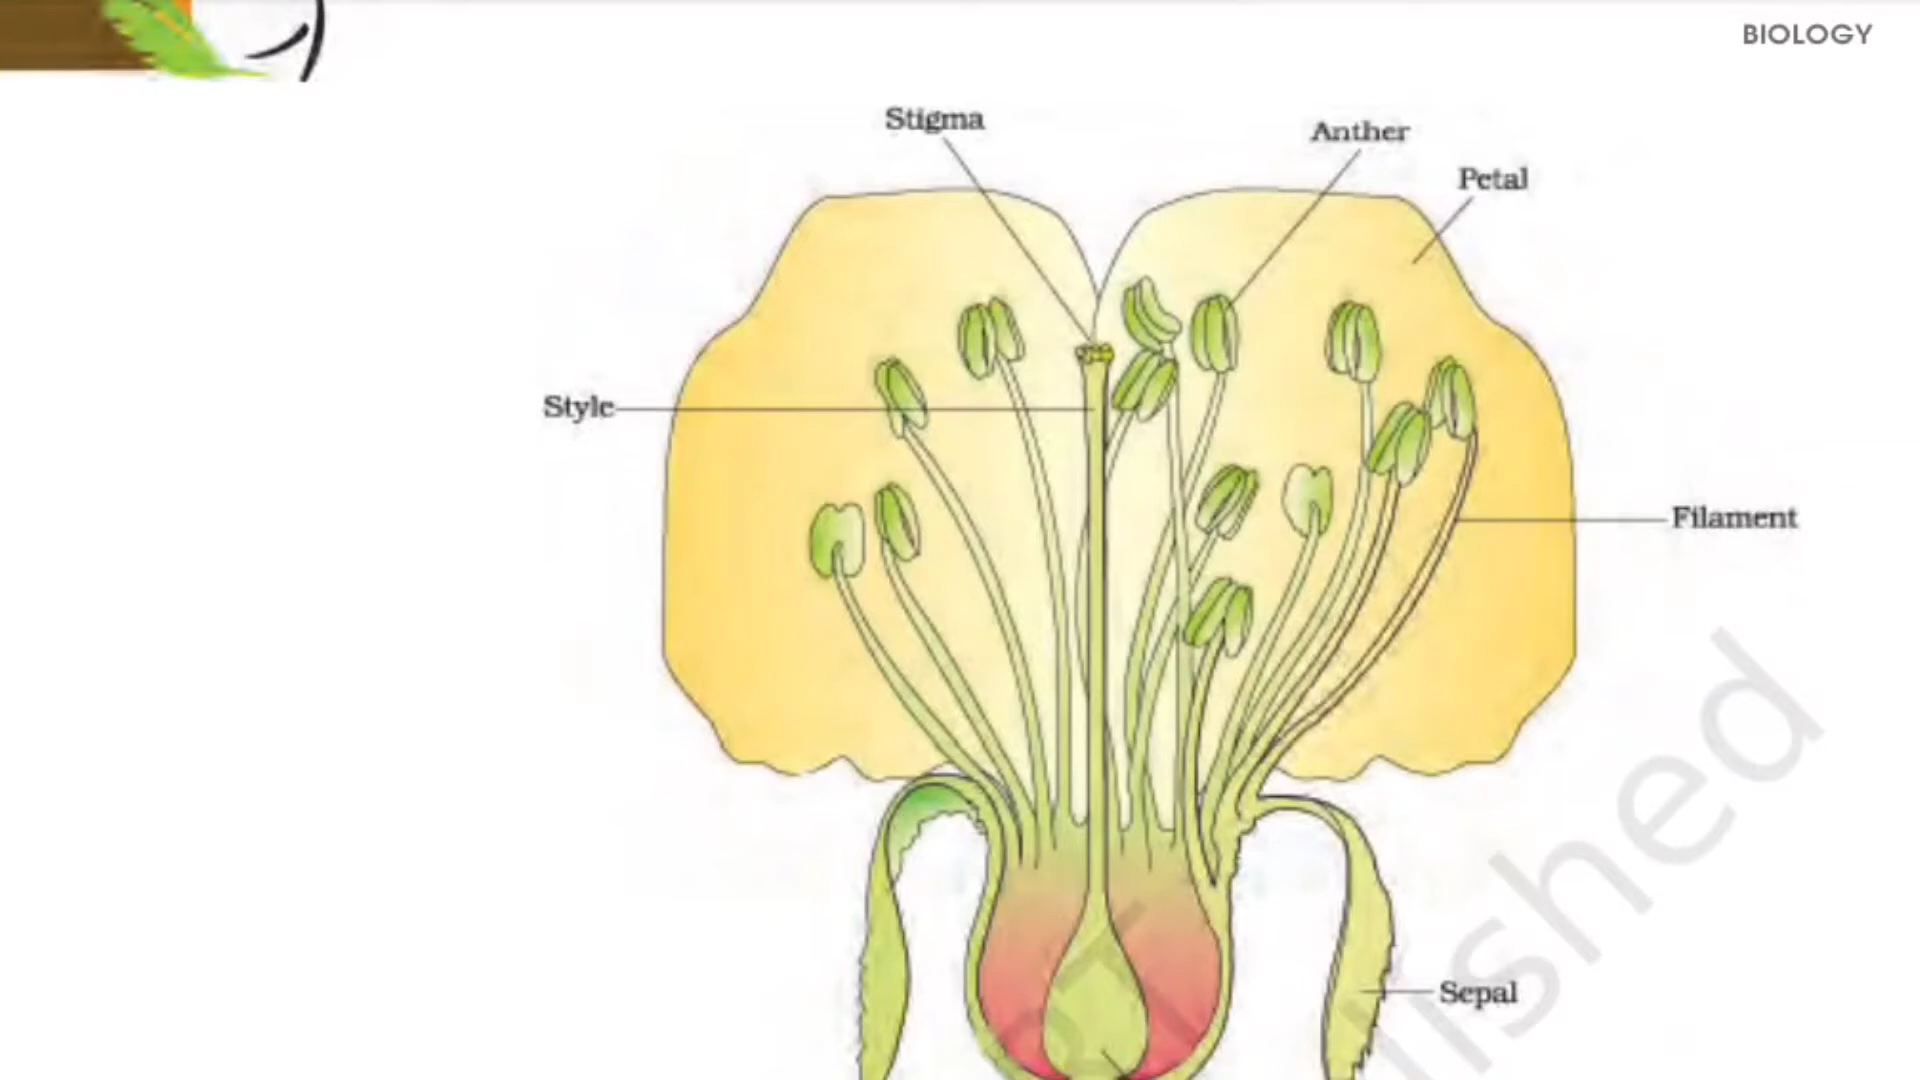 BIOLOGY
Stigma
Anther
Petal
Style
Filament
Sepal
lished